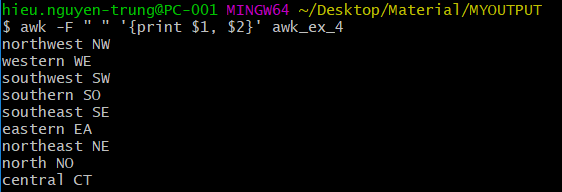 hieu.nguyen-trung@PC-001 MINGW64 ~/Desktop/Material/MYOUTPUT
$ awk -F " " '{print $1, $2}' awk_ex_4
northwest NW
western WE
southwest SW
southern SO
southeast SE
eastern EA
northeast NE
north NO
central CT